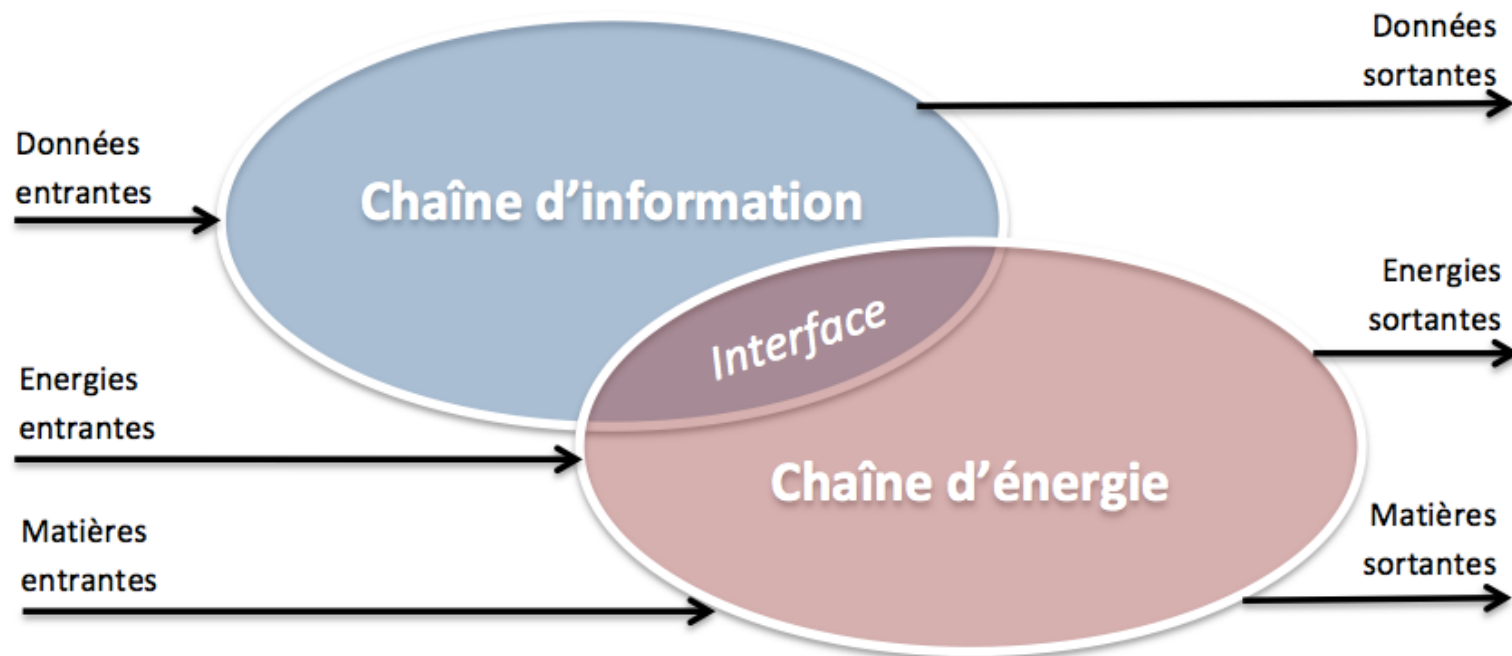 Données
sortantes
Données
entrantes
Chaîne d’information
Energies
sortantes
Interface
Energies
entrantes
Chaîne d’énergie
Matières
sortantes
Matières
entrantes